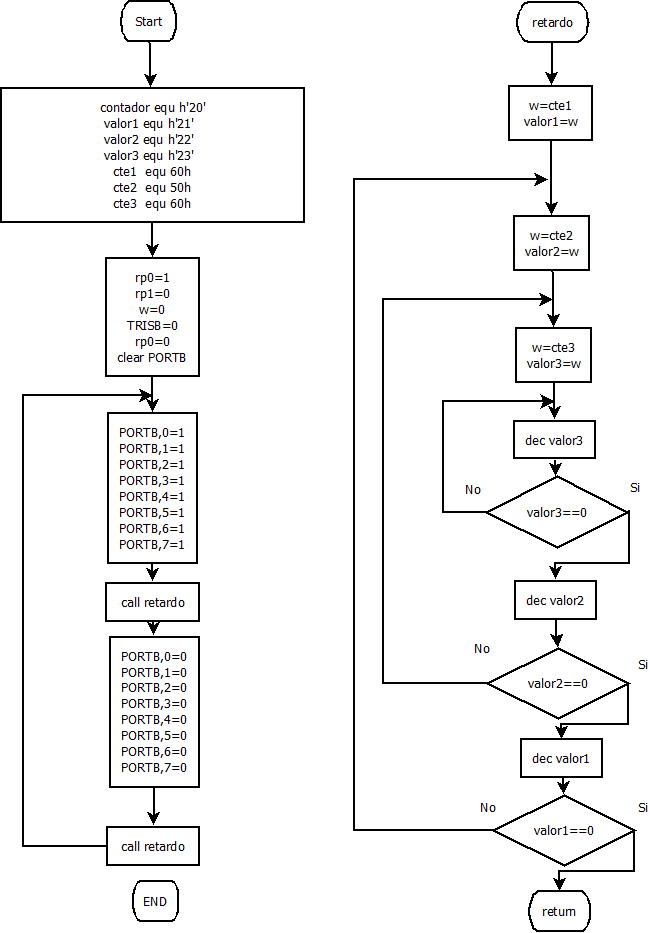 Start
contador equ h'20'
valor1 equ h'21'
valor2 equ h'22'
valor3 equ h'23'
cte1 equ 60h
cte2 equ 50h
cte3 equ 60h
rp0=1
rp1=0
w=0
TRISB=0
rp0=0
clear PORTB
PORTB,0=1
PORTB,1=1
PORTB,2=1
PORTB,3=1
PORTB,4=1
PORTB,5=1
PORTB,6=1
PORTB,7=1
call retardo
PORTB,0=0
PORTB,1=0
PORTB,2=0
PORTB,3=0
PORTB,4=0
PORTB,5=0
PORTB,6=0
PORTB,7=0
call retardo
END
retardo
w=cte1
valor1=w
w=cte2
valor2=w
w=cte3
valor3=w
dec valor3
No
Si
valor3==0
dec valor2
No
Si
valor2==0
dec valor1
No
Si
valor1==0
return